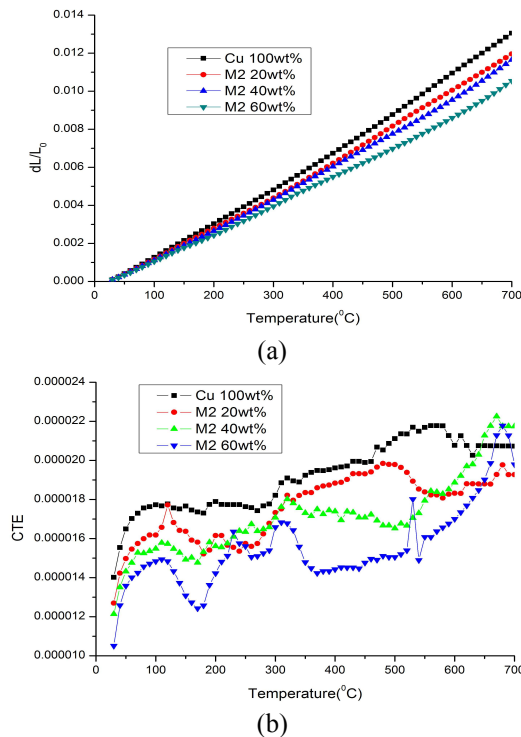 0.014
0.012
0.010
0.008
0.006
0.004
0.002
0.000
dL/L₀
Cu 100wt%
M2 20wt%
M2 40wt%
M2 60wt%
0 100 200 300 400 500 600 700
Temperature(⁰C)
(a)
0.000024
0.000022
0.000020
0.000018
0.000016
0.000014
0.000012
0.000010
CTE
Cu 100wt%
M2 20wt%
M2 40wt%
M2 60wt%
0 100 200 300 400 500 600 700
Temperature(⁰C)
(b)